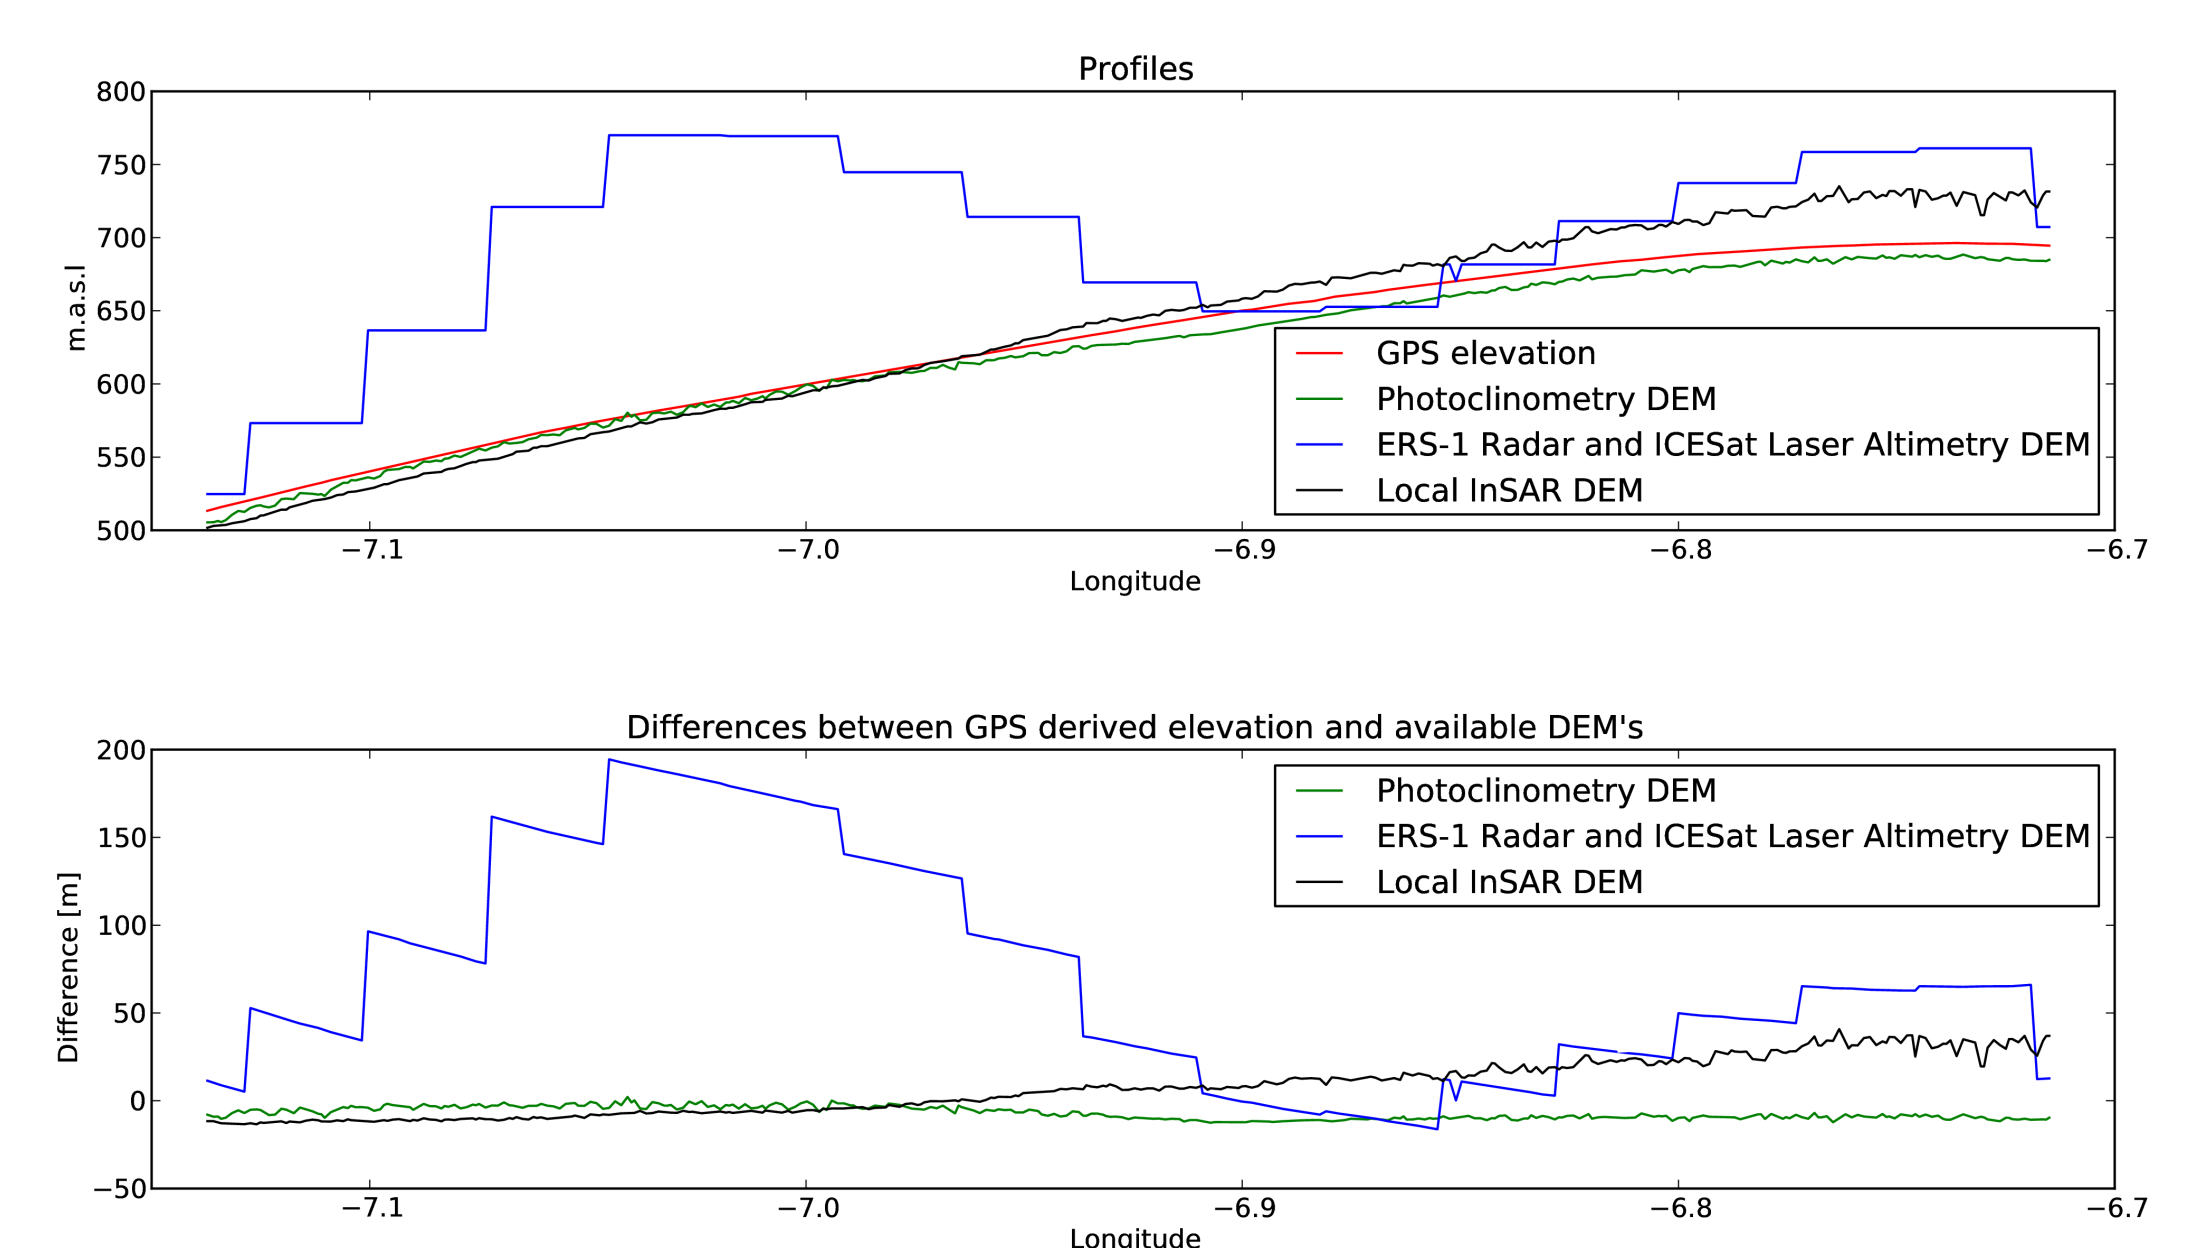 Profiles
800
750
700
650
600
550
500
m.a.s.l
GPS elevation
Photoclinometry DEM
ERS-1 Radar and ICESat Laser Altimetry DEM
Local InSAR DEM
−7.1 −7.0 −6.9 −6.8 −6.7
Longitude
Differences between GPS derived elevation and available DEM's
200
150
100
50
0
−50
Difference [m]
Photoclinometry DEM
ERS-1 Radar and ICESat Laser Altimetry DEM
Local InSAR DEM
−7.1 −7.0 −6.9 −6.8 −6.7
Longitude